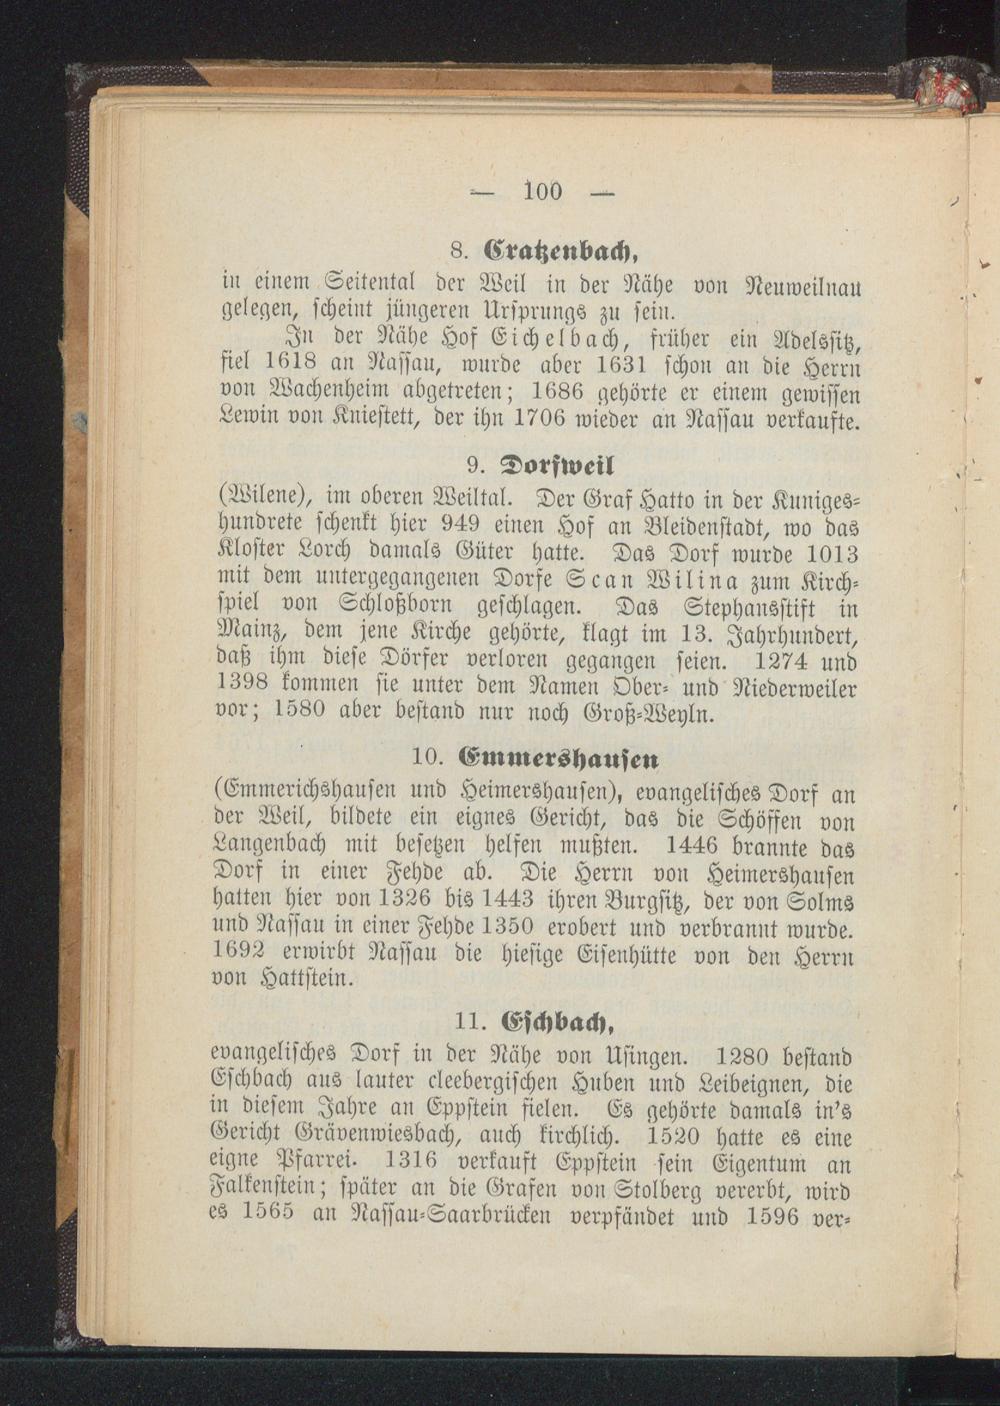 — 100 —
8. Cratzenbach,
in einem Seitental der Weil in der Nähe von Neuweilnau
gelegen, scheint jüngeren Ursprungs zu sein.
In der Nähe Hof Eichelbach, früher ein Adelssitz,
fiel 1618 an Nassau, wurde aber 1631 schon an die Herrn
von Wachenheim abgetreten; 1686 gehörte er einem gewissen
Lewin von Kniestett, der ihn 1706 wieder an Nassau verkaufte.
9. Dorfweil
(Wilene), im oberen Weiltal. Der Graf Hatto in der Kuniges-
hundrete schenkt hier 949 einen Hof an Bleidenstadt, wo das
Kloster Lorch damals Güter hatte. Das Dorf wurde 1013
mit dem untergegangenen Dorfe Scan Wilina zum Kirch-
spiel von Schloßborn geschlagen. Das Stephansstift in
Mainz, dem jene Kirche gehörte, klagt im 13. Jahrhundert,
daß ihm diese Dörfer verloren gegangen seien. 1274 und
1398 kommen sie unter dem Namen Ober- und Niederweiler
vor; 1580 aber bestand nur noch Groß-Weyln.
10. Emmershausen
(Emmerichshausen und Heimershausen), evangelisches Dorf an
der Weil, bildete ein eignes Gericht, das die Schöffen von
Langenbach mit besetzen helfen mußten. 1446 brannte das
Dorf in einer Fehde ab. Die Herrn von Heimershausen
hatten hier von 1326 bis 1443 ihren Burgsitz, der von Solms
und Nassau in einer Fehde 1350 erobert und verbrannt wurde.
1692 erwirbt Nassau die hiesige Eisenhütte von den Herrn
von Hattstein.
11. Eschbach,
evangelisches Dorf in der Nähe von Usingen. 1280 bestand
Eschbach aus lauter cleebergischen Huben und Leibeignen, die
in diesem Jahre an Eppstein fielen. Es gehörte damals in's
Gericht Grävenwiesbach, auch kirchlich. 1520 hatte es eine
eigne Pfarrei. 1316 verkauft Eppstein sein Eigentum an
Falkenstein; später an die Grafen von Stolberg vererbt, wird
es 1565 an Nassau-Saarbrücken verpfändet und 1596 ver-